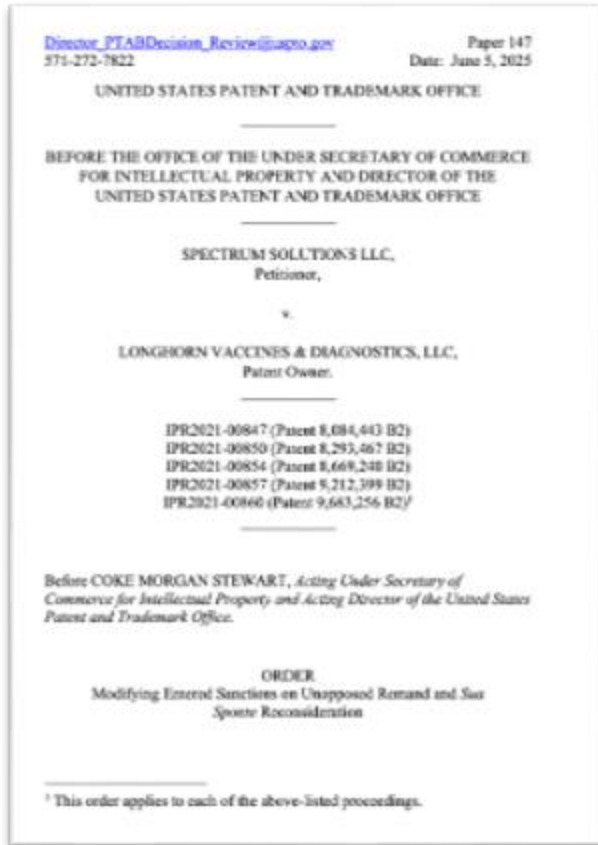 Director_PTABDecision_Review@uspto.gov Paper 147
571-272-7822 Date: June 5, 2025
UNITED STATES PATENT AND TRADEMARK OFFICE
BEFORE THE OFFICE OF THE UNDER SECRETARY OF COMMERCE
FOR INTELLECTUAL PROPERTY AND DIRECTOR OF THE
UNITED STATES PATENT AND TRADEMARK OFFICE
SPECTRUM SOLUTIONS LLC,
Petitioner,
v.
LONGHORN VACCINES & DIAGNOSTICS, LLC,
Patent Owner.
IPR2021-00847 (Patent 8,084,443 B2)
IPR2021-00850 (Patent 8,293,467 B2)
IPR2021-00854 (Patent 8,669,240 B2)
IPR2021-00857 (Patent 9,212,399 B2)
IPR2021-00860 (Patent 9,683,256 B2)¹
Before COKE MORGAN STEWART, Acting Under Secretary of
Commerce for Intellectual Property and Acting Director of the United States
Patent and Trademark Office.
ORDER
Modifying Entered Sanctions on Unopposed Remand and Sua
Sponte Reconsideration
¹ This order applies to each of the above-listed proceedings.